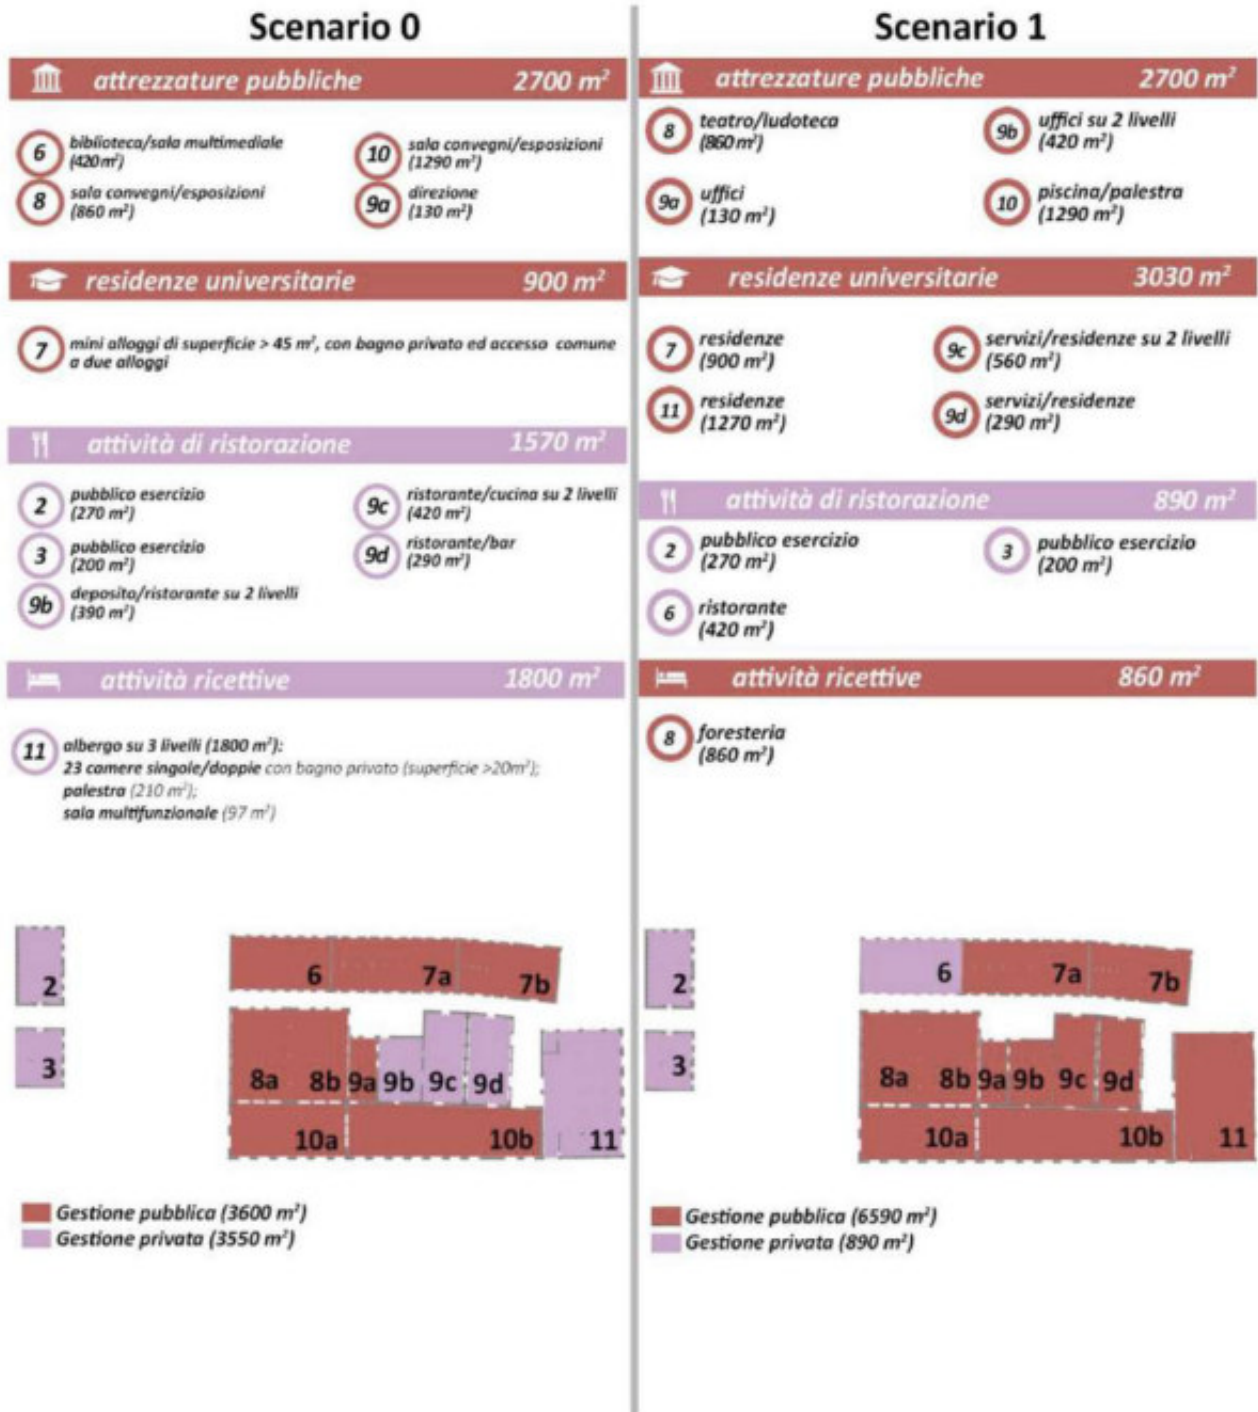 Scenario 0
attrezzature pubbliche 2700 m²
6 biblioteca/sala multimediale
(420m²)
10 sala convegni/esposizioni
(1290 m²)
8 sala convegni/esposizioni
(860 m²)
9a direzione
(130 m²)
residenze universitarie 900 m²
7 mini alloggi di superficie > 45 m², con bagno privato ed accesso comune
a due alloggi
attività di ristorazione 1570 m²
2 pubblico esercizio
(270 m²)
9c ristorante/cucina su 2 livelli
(420 m²)
3 pubblico esercizio
(200 m²)
9d ristorante/bar
(290 m²)
9b deposito/ristorante su 2 livelli
(390 m²)
attività ricettive 1800 m²
11 albergo su 3 livelli (1800 m²):
23 camere singole/doppie con bagno privato (superficie >20m²);
palestra (210 m²);
sala multifunzionale (97 m²)
2
6 7a 7b
3
8a 8b 9a 9b 9c 9d
10a 10b 11
Gestione pubblica (3600 m²)
Gestione privata (3550 m²)
Scenario 1
attrezzature pubbliche 2700 m²
8 teatro/ludoteca
(860m²)
9b uffici su 2 livelli
(420 m²)
9a uffici
(130 m²)
10 piscina/palestra
(1290 m²)
residenze universitarie 3030 m²
7 residenze
(900 m²)
9c servizi/residenze su 2 livelli
(560 m²)
11 residenze
(1270 m²)
9d servizi/residenze
(290 m²)
attività di ristorazione 890 m²
2 pubblico esercizio
(270 m²)
3 pubblico esercizio
(200 m²)
6 ristorante
(420 m²)
attività ricettive 860 m²
8 foresteria
(860 m²)
2
6 7a 7b
3
8a 8b 9a 9b 9c 9d
10a 10b 11
Gestione pubblica (6590 m²)
Gestione privata (890 m²)